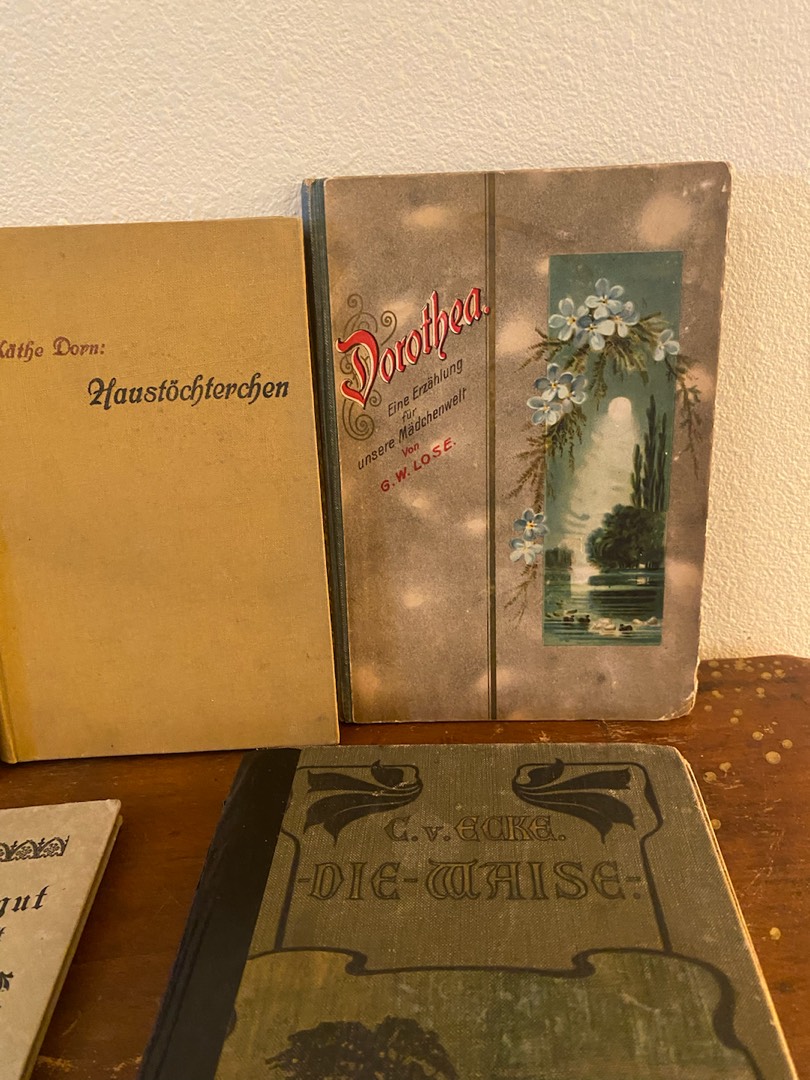 Käthe Dorn:
Haustöchterchen
Dorothea.
Eine Erzählung
für
unsere Mädchenwelt
von
G. W. LOSE.
C. v. ECKE.
-DIE-WAISE-
gut